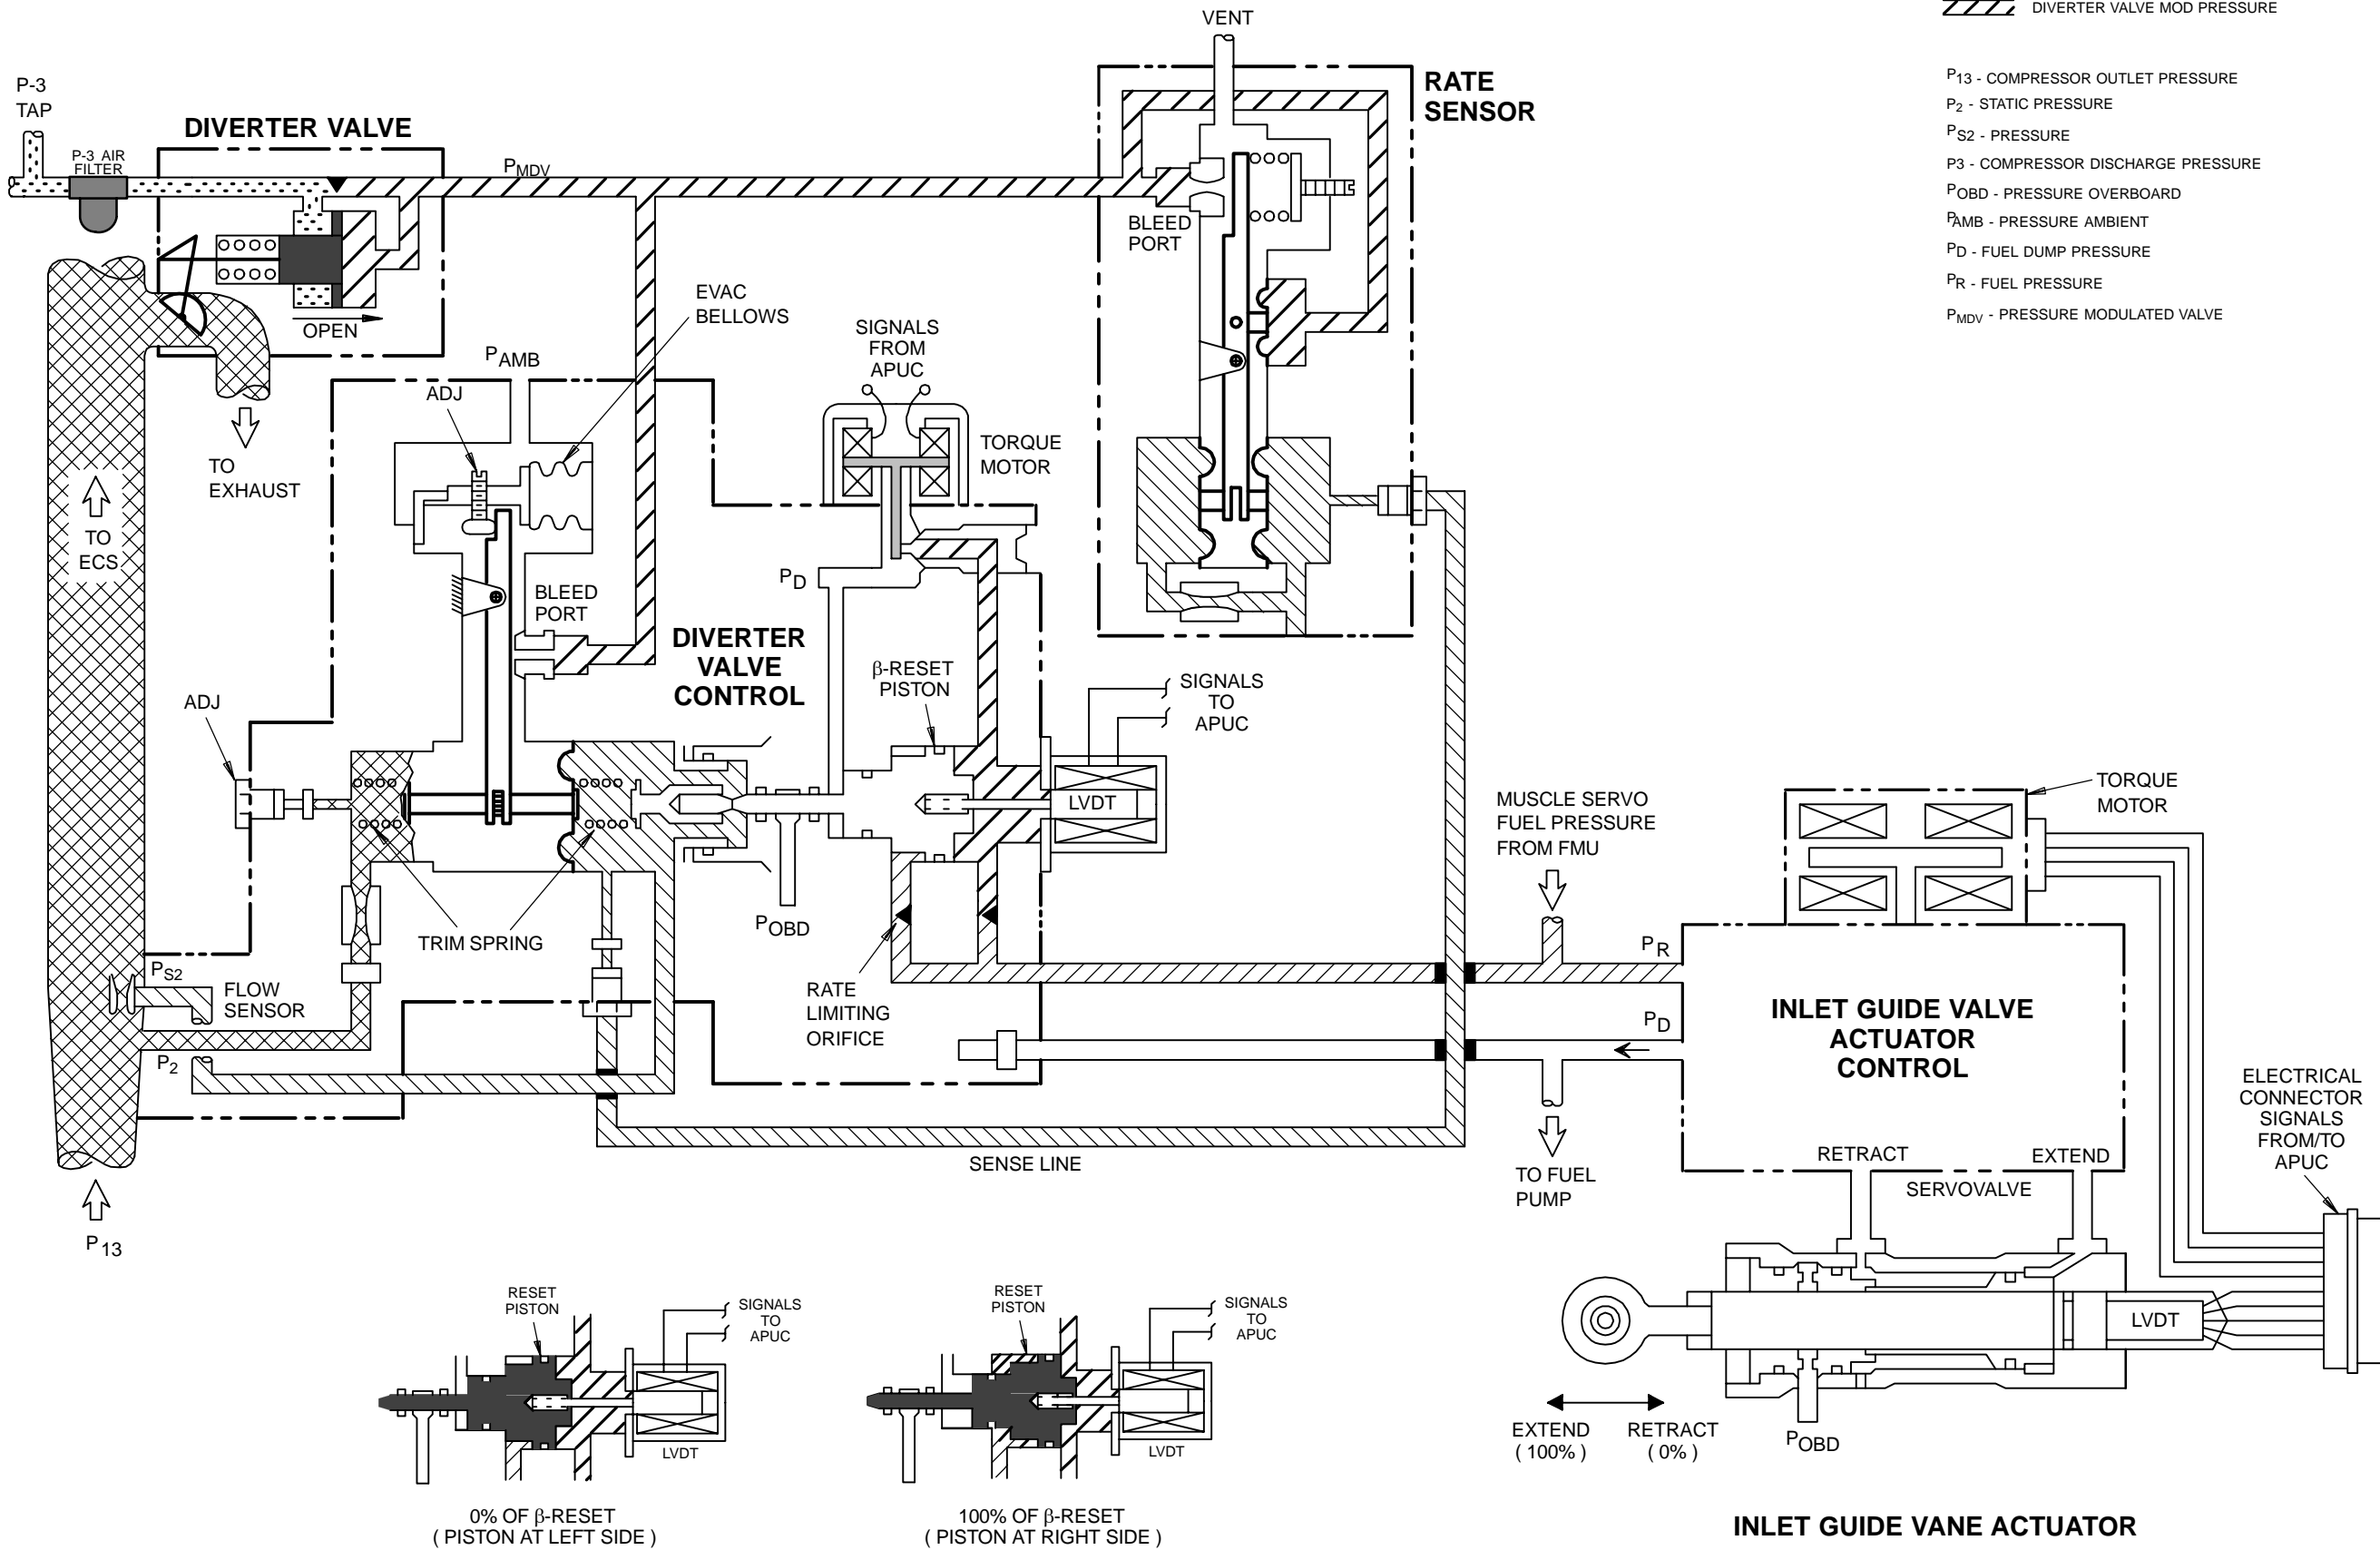 VENT
DIVERTER VALVE MOD PRESSURE
P13 - COMPRESSOR OUTLET PRESSURE
P2 - STATIC PRESSURE
PS2 - PRESSURE
P3 - COMPRESSOR DISCHARGE PRESSURE
POBD - PRESSURE OVERBOARD
PAMB - PRESSURE AMBIENT
PD - FUEL DUMP PRESSURE
PR - FUEL PRESSURE
PMDV - PRESSURE MODULATED VALVE
RATE
SENSOR
P-3
TAP
DIVERTER VALVE
P-3 AIR
FILTER
PMDV
BLEED
PORT
OPEN
EVAC
BELLOWS
SIGNALS
FROM
APUC
PAMB
ADJ
TORQUE
MOTOR
TO
EXHAUST
TO
ECS
PD
BLEED
PORT
DIVERTER
VALVE
CONTROL
β-RESET
PISTON
SIGNALS
TO
APUC
ADJ
LVDT
MUSCLE SERVO
FUEL PRESSURE
FROM FMU
TORQUE
MOTOR
POBD
TRIM SPRING
PR
PS2
FLOW
SENSOR
RATE
LIMITING
ORIFICE
PD
INLET GUIDE VALVE
ACTUATOR
CONTROL
P2
ELECTRICAL
CONNECTOR
SIGNALS
FROM/TO
APUC
SENSE LINE
RETRACT
EXTEND
TO FUEL
PUMP
SERVOVALVE
P13
RESET
PISTON
SIGNALS
TO
APUC
LVDT
0% OF β-RESET
( PISTON AT LEFT SIDE )
RESET
PISTON
SIGNALS
TO
APUC
LVDT
100% OF β-RESET
( PISTON AT RIGHT SIDE )
LVDT
EXTEND
( 100% )
RETRACT
( 0% )
POBD
INLET GUIDE VANE ACTUATOR